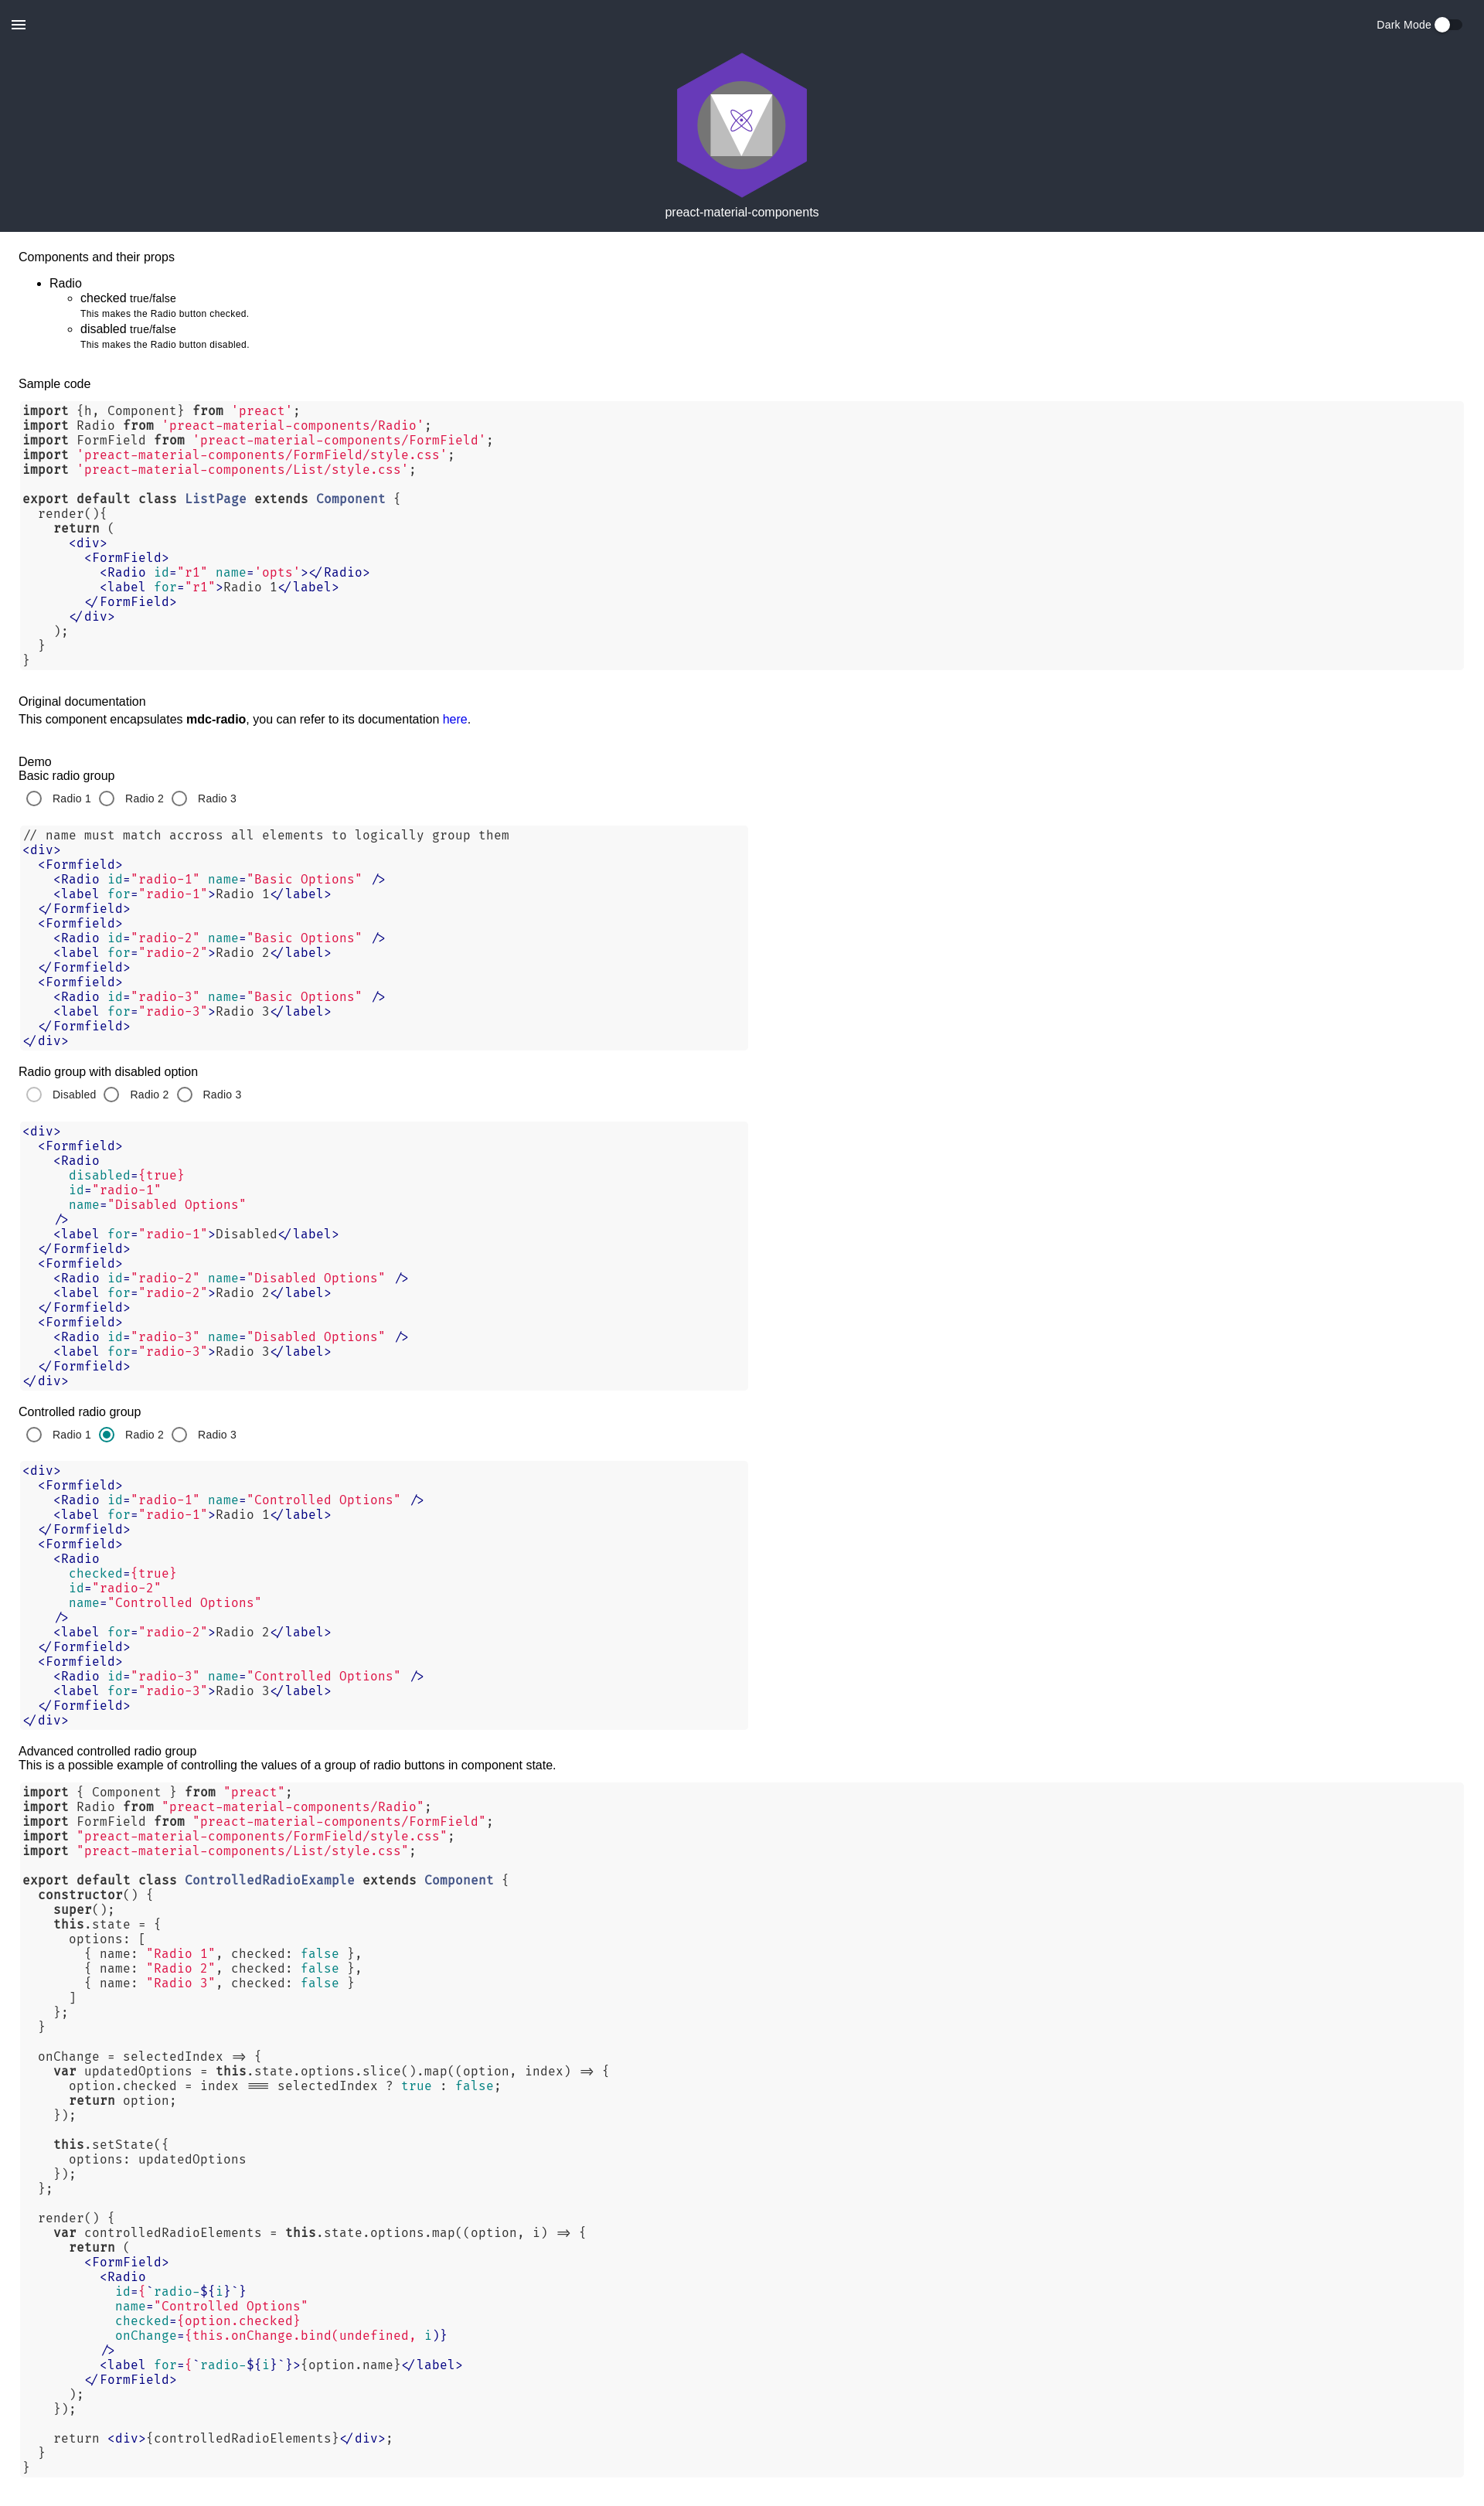 Dark Mode
preact-material-components
Components and their props
Radio
checked true/false
This makes the Radio button checked.
disabled true/false
This makes the Radio button disabled.
Sample code
import {h, Component} from 'preact';
import Radio from 'preact-material-components/Radio';
import FormField from 'preact-material-components/FormField';
import 'preact-material-components/FormField/style.css';
import 'preact-material-components/List/style.css';
export default class ListPage extends Component {
render(){
return (
<div>
<FormField>
<Radio id="r1" name='opts'></Radio>
<label for="r1">Radio 1</label>
</FormField>
</div>
);
}
}
Original documentation
This component encapsulates mdc-radio, you can refer to its documentation here.
Demo
Basic radio group
Radio 1 Radio 2 Radio 3
// name must match accross all elements to logically group them
<div>
<Formfield>
<Radio id="radio-1" name="Basic Options" />
<label for="radio-1">Radio 1</label>
</Formfield>
<Formfield>
<Radio id="radio-2" name="Basic Options" />
<label for="radio-2">Radio 2</label>
</Formfield>
<Formfield>
<Radio id="radio-3" name="Basic Options" />
<label for="radio-3">Radio 3</label>
</Formfield>
</div>
Radio group with disabled option
Disabled Radio 2 Radio 3
<div>
<Formfield>
<Radio
disabled={true}
id="radio-1"
name="Disabled Options"
/>
<label for="radio-1">Disabled</label>
</Formfield>
<Formfield>
<Radio id="radio-2" name="Disabled Options" />
<label for="radio-2">Radio 2</label>
</Formfield>
<Formfield>
<Radio id="radio-3" name="Disabled Options" />
<label for="radio-3">Radio 3</label>
</Formfield>
</div>
Controlled radio group
Radio 1 Radio 2 Radio 3
<div>
<Formfield>
<Radio id="radio-1" name="Controlled Options" />
<label for="radio-1">Radio 1</label>
</Formfield>
<Formfield>
<Radio
checked={true}
id="radio-2"
name="Controlled Options"
/>
<label for="radio-2">Radio 2</label>
</Formfield>
<Formfield>
<Radio id="radio-3" name="Controlled Options" />
<label for="radio-3">Radio 3</label>
</Formfield>
</div>
Advanced controlled radio group
This is a possible example of controlling the values of a group of radio buttons in component state.
import { Component } from "preact";
import Radio from "preact-material-components/Radio";
import FormField from "preact-material-components/FormField";
import "preact-material-components/FormField/style.css";
import "preact-material-components/List/style.css";
export default class ControlledRadioExample extends Component {
constructor() {
super();
this.state = {
options: [
{ name: "Radio 1", checked: false },
{ name: "Radio 2", checked: false },
{ name: "Radio 3", checked: false }
]
};
}
onChange = selectedIndex => {
var updatedOptions = this.state.options.slice().map((option, index) => {
option.checked = index === selectedIndex ? true : false;
return option;
});
this.setState({
options: updatedOptions
});
};
render() {
var controlledRadioElements = this.state.options.map((option, i) => {
return (
<FormField>
<Radio
id={`radio-${i}`}
name="Controlled Options"
checked={option.checked}
onChange={this.onChange.bind(undefined, i)}
/>
<label for={`radio-${i}`}>{option.name}</label>
</FormField>
);
});
return <div>{controlledRadioElements}</div>;
}
}